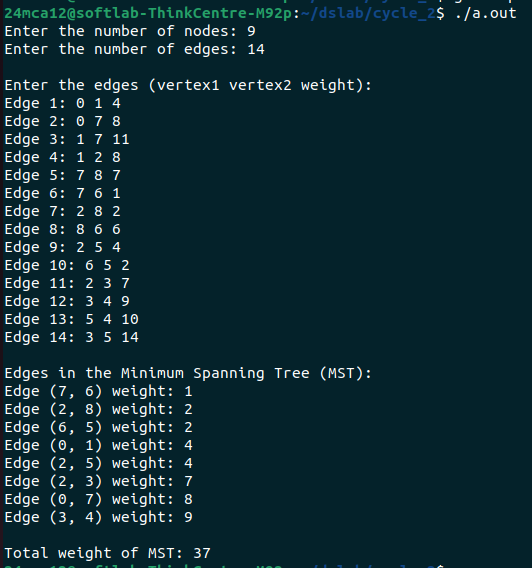 24mca12@softlab-ThinkCentre-M92p:~/dslab/cycle_2$ ./a.out
Enter the number of nodes: 9
Enter the number of edges: 14

Enter the edges (vertex1 vertex2 weight):
Edge 1: 0 1 4
Edge 2: 0 7 8
Edge 3: 1 7 11
Edge 4: 1 2 8
Edge 5: 7 8 7
Edge 6: 7 6 1
Edge 7: 2 8 2
Edge 8: 8 6 6
Edge 9: 2 5 4
Edge 10: 6 5 2
Edge 11: 2 3 7
Edge 12: 3 4 9
Edge 13: 5 4 10
Edge 14: 3 5 14

Edges in the Minimum Spanning Tree (MST):
Edge (7, 6) weight: 1
Edge (2, 8) weight: 2
Edge (6, 5) weight: 2
Edge (0, 1) weight: 4
Edge (2, 5) weight: 4
Edge (2, 3) weight: 7
Edge (0, 7) weight: 8
Edge (3, 4) weight: 9

Total weight of MST: 37